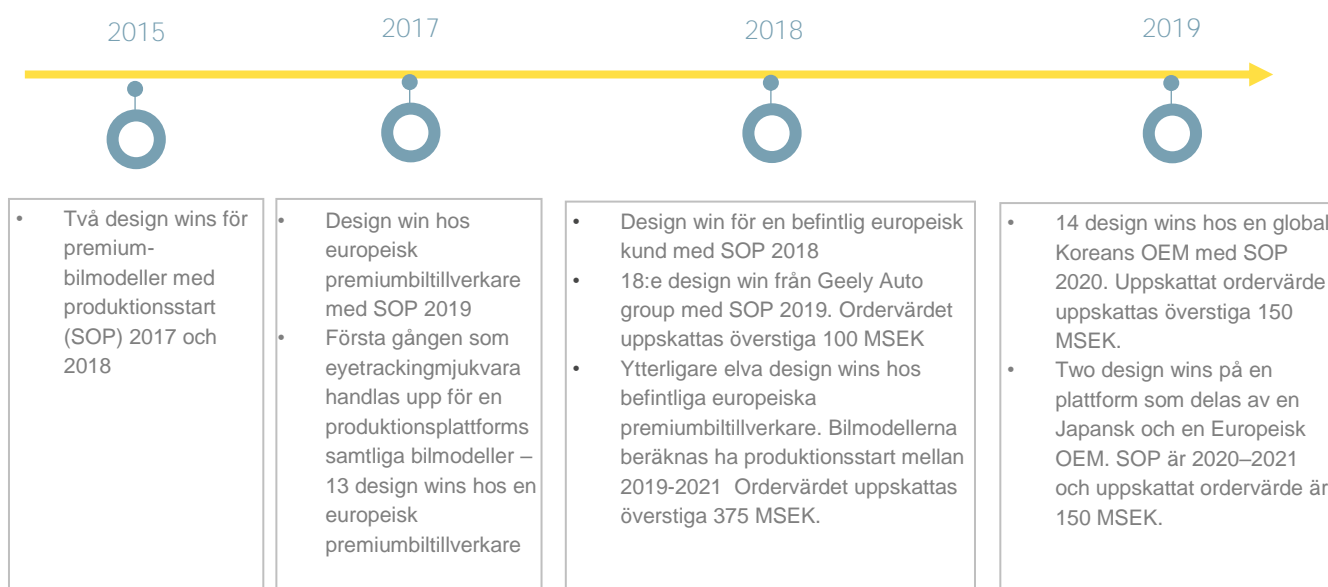 2015
2017
2018
2019
• Två design wins för
premium-
bilmodeller med
produktionsstart
(SOP) 2017 och
2018
• Design win hos
europeisk
premiumbiltillverkare
med SOP 2019
• Första gången som
eyetrackingmjukvara
handlas upp för en
produktionsplattforms
samtliga bilmodeller –
13 design wins hos en
europeisk
premiumbiltillverkare
• Design win för en befintlig europeisk
kund med SOP 2018
• 18:e design win från Geely Auto
group med SOP 2019. Ordervärdet
uppskattas överstiga 100 MSEK
• Ytterligare elva design wins hos
befintliga europeiska
premiumbiltillverkare. Bilmodellerna
beräknas ha produktionsstart mellan
2019-2021 Ordervärdet uppskattas
överstiga 375 MSEK.
• 14 design wins hos en global
Koreans OEM med SOP
2020. Uppskattat ordervärde
uppskattas överstiga 150
MSEK.
• Two design wins på en
plattform som delas av en
Japansk och en Europeisk
OEM. SOP är 2020–2021
och uppskattat ordervärde är
150 MSEK.